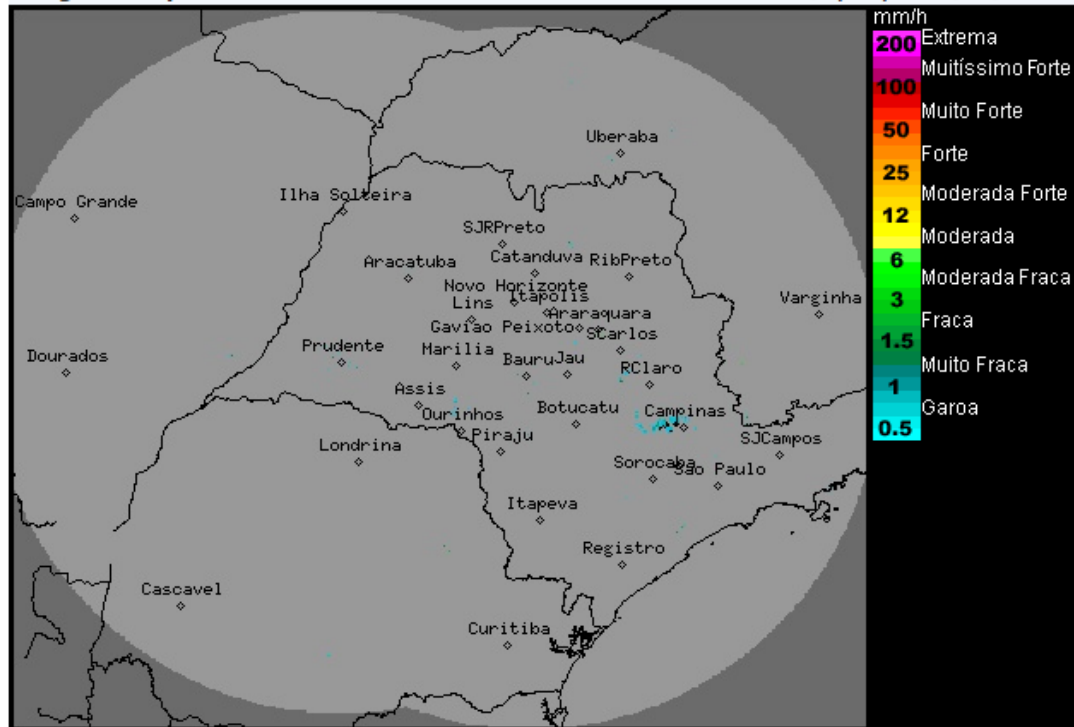 mm/h
200 Extrema
Muitíssimo Forte
100
Muito Forte
50
Forte
25
Moderada Forte
12
Moderada
6
Moderada Fraca
3
Fraca
1.5
Muito Fraca
1
Garoa
0.5
Uberaba
Campo Grande
Ilha Solteira
SJRPreto
Aracatuba
Catanduva
RibPreto
Novo Horizonte
Itapolis
Lins
Araraquara
Varginha
Gaviao Peixoto
SCarlos
Dourados
Prudente
Marilia
Bauru
Jau
RClaro
Assis
Ourinhos
Botucatu
Campinas
Piraju
SJCampos
Londrina
Sorocaba
Sao Paulo
Itapeva
Registro
Cascavel
Curitiba